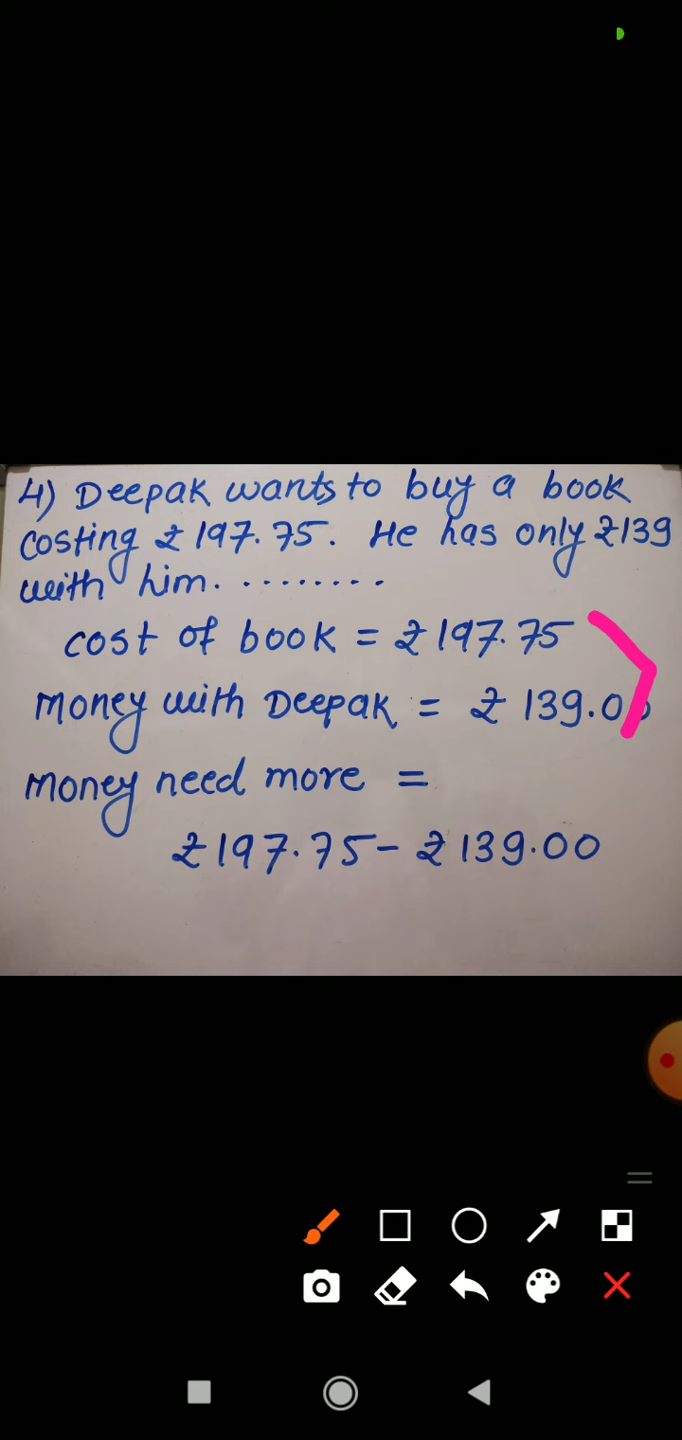 4) Deepak wants to buy a book
costing ₹197.75. He has only ₹139
with him. ........
cost of book = ₹197.75
money with Deepak = ₹139.00
money need more =
₹197.75 - ₹139.00